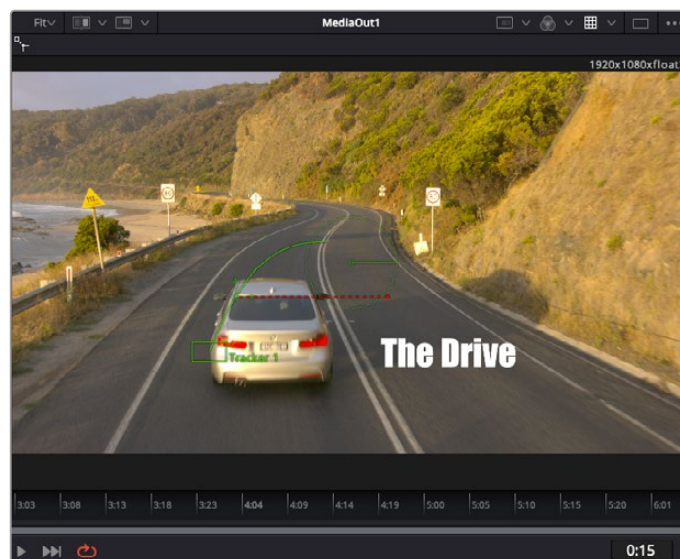 Fit MediaOut1
1920x1080xfloat
Tracker 1
The Drive
3:03 3:08 3:13 3:18 3:23 4:04 4:09 4:14 4:19 5:00 5:05 5:10 5:15 5:20 6:01
0:15